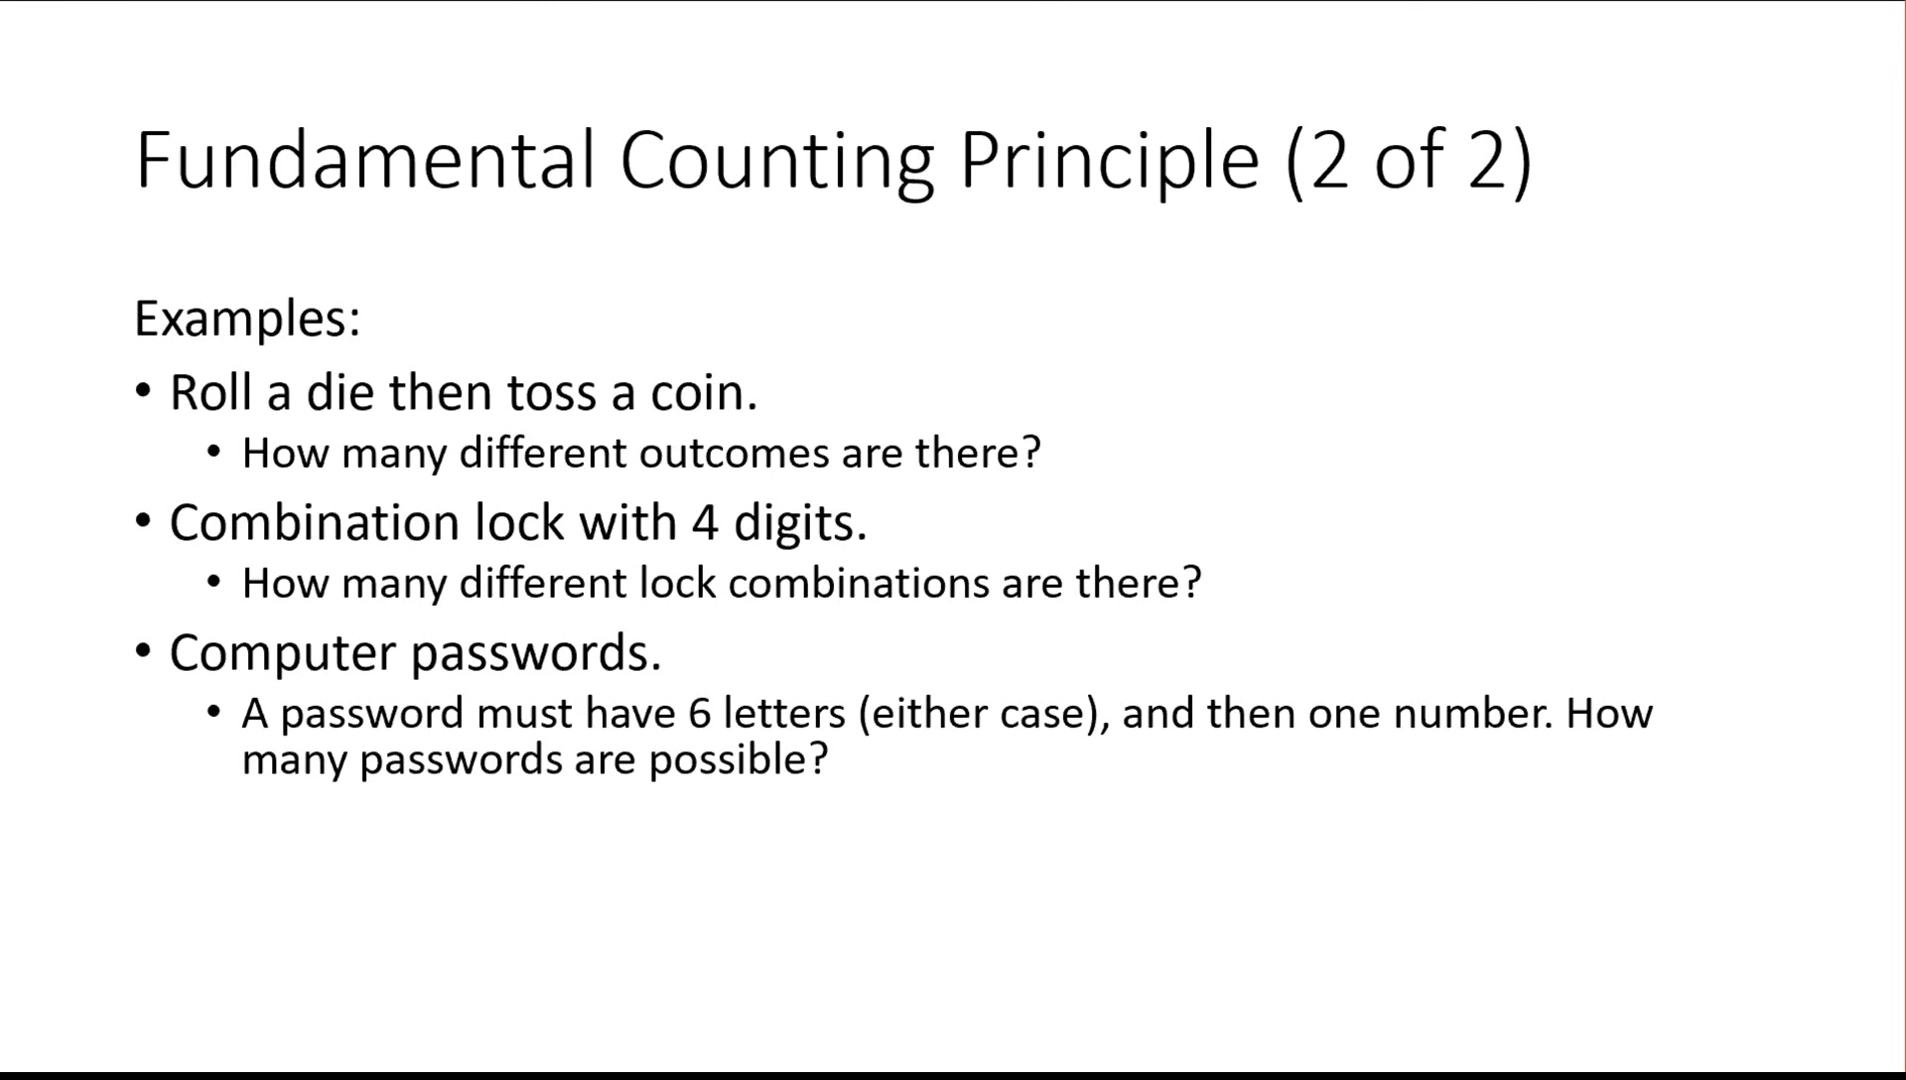 Fundamental Counting Principle (2 of 2)
Examples:
• Roll a die then toss a coin.
• How many different outcomes are there?
• Combination lock with 4 digits.
• How many different lock combinations are there?
• Computer passwords.
• A password must have 6 letters (either case), and then one number. How
many passwords are possible?